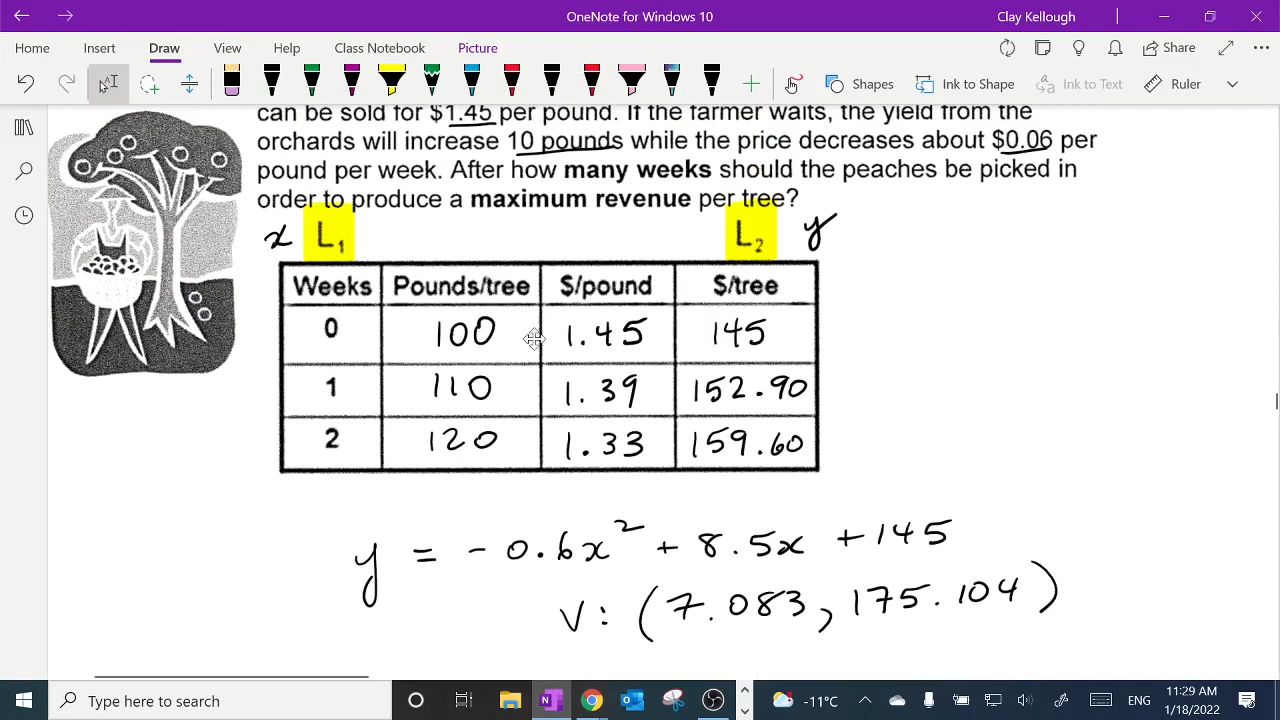 OneNote for Windows 10
Clay Kellough
Home Insert Draw View Help Class Notebook Picture
Share
Shapes Ink to Shape Ink to Text Ruler
can be sold for $1.45 per pound. If the farmer waits, the yield from the
orchards will increase 10 pounds while the price decreases about $0.06 per
pound per week. After how many weeks should the peaches be picked in
order to produce a maximum revenue per tree?
x L₁ L₂ y
Weeks Pounds/tree $/pound $/tree
0 100 1.45 145
1 110 1.39 152.90
2 120 1.33 159.60
y = -0.6x² + 8.5x + 145
V: (7.083, 175.104)
Type here to search
-11°C
ENG
11:29 AM
1/18/2022